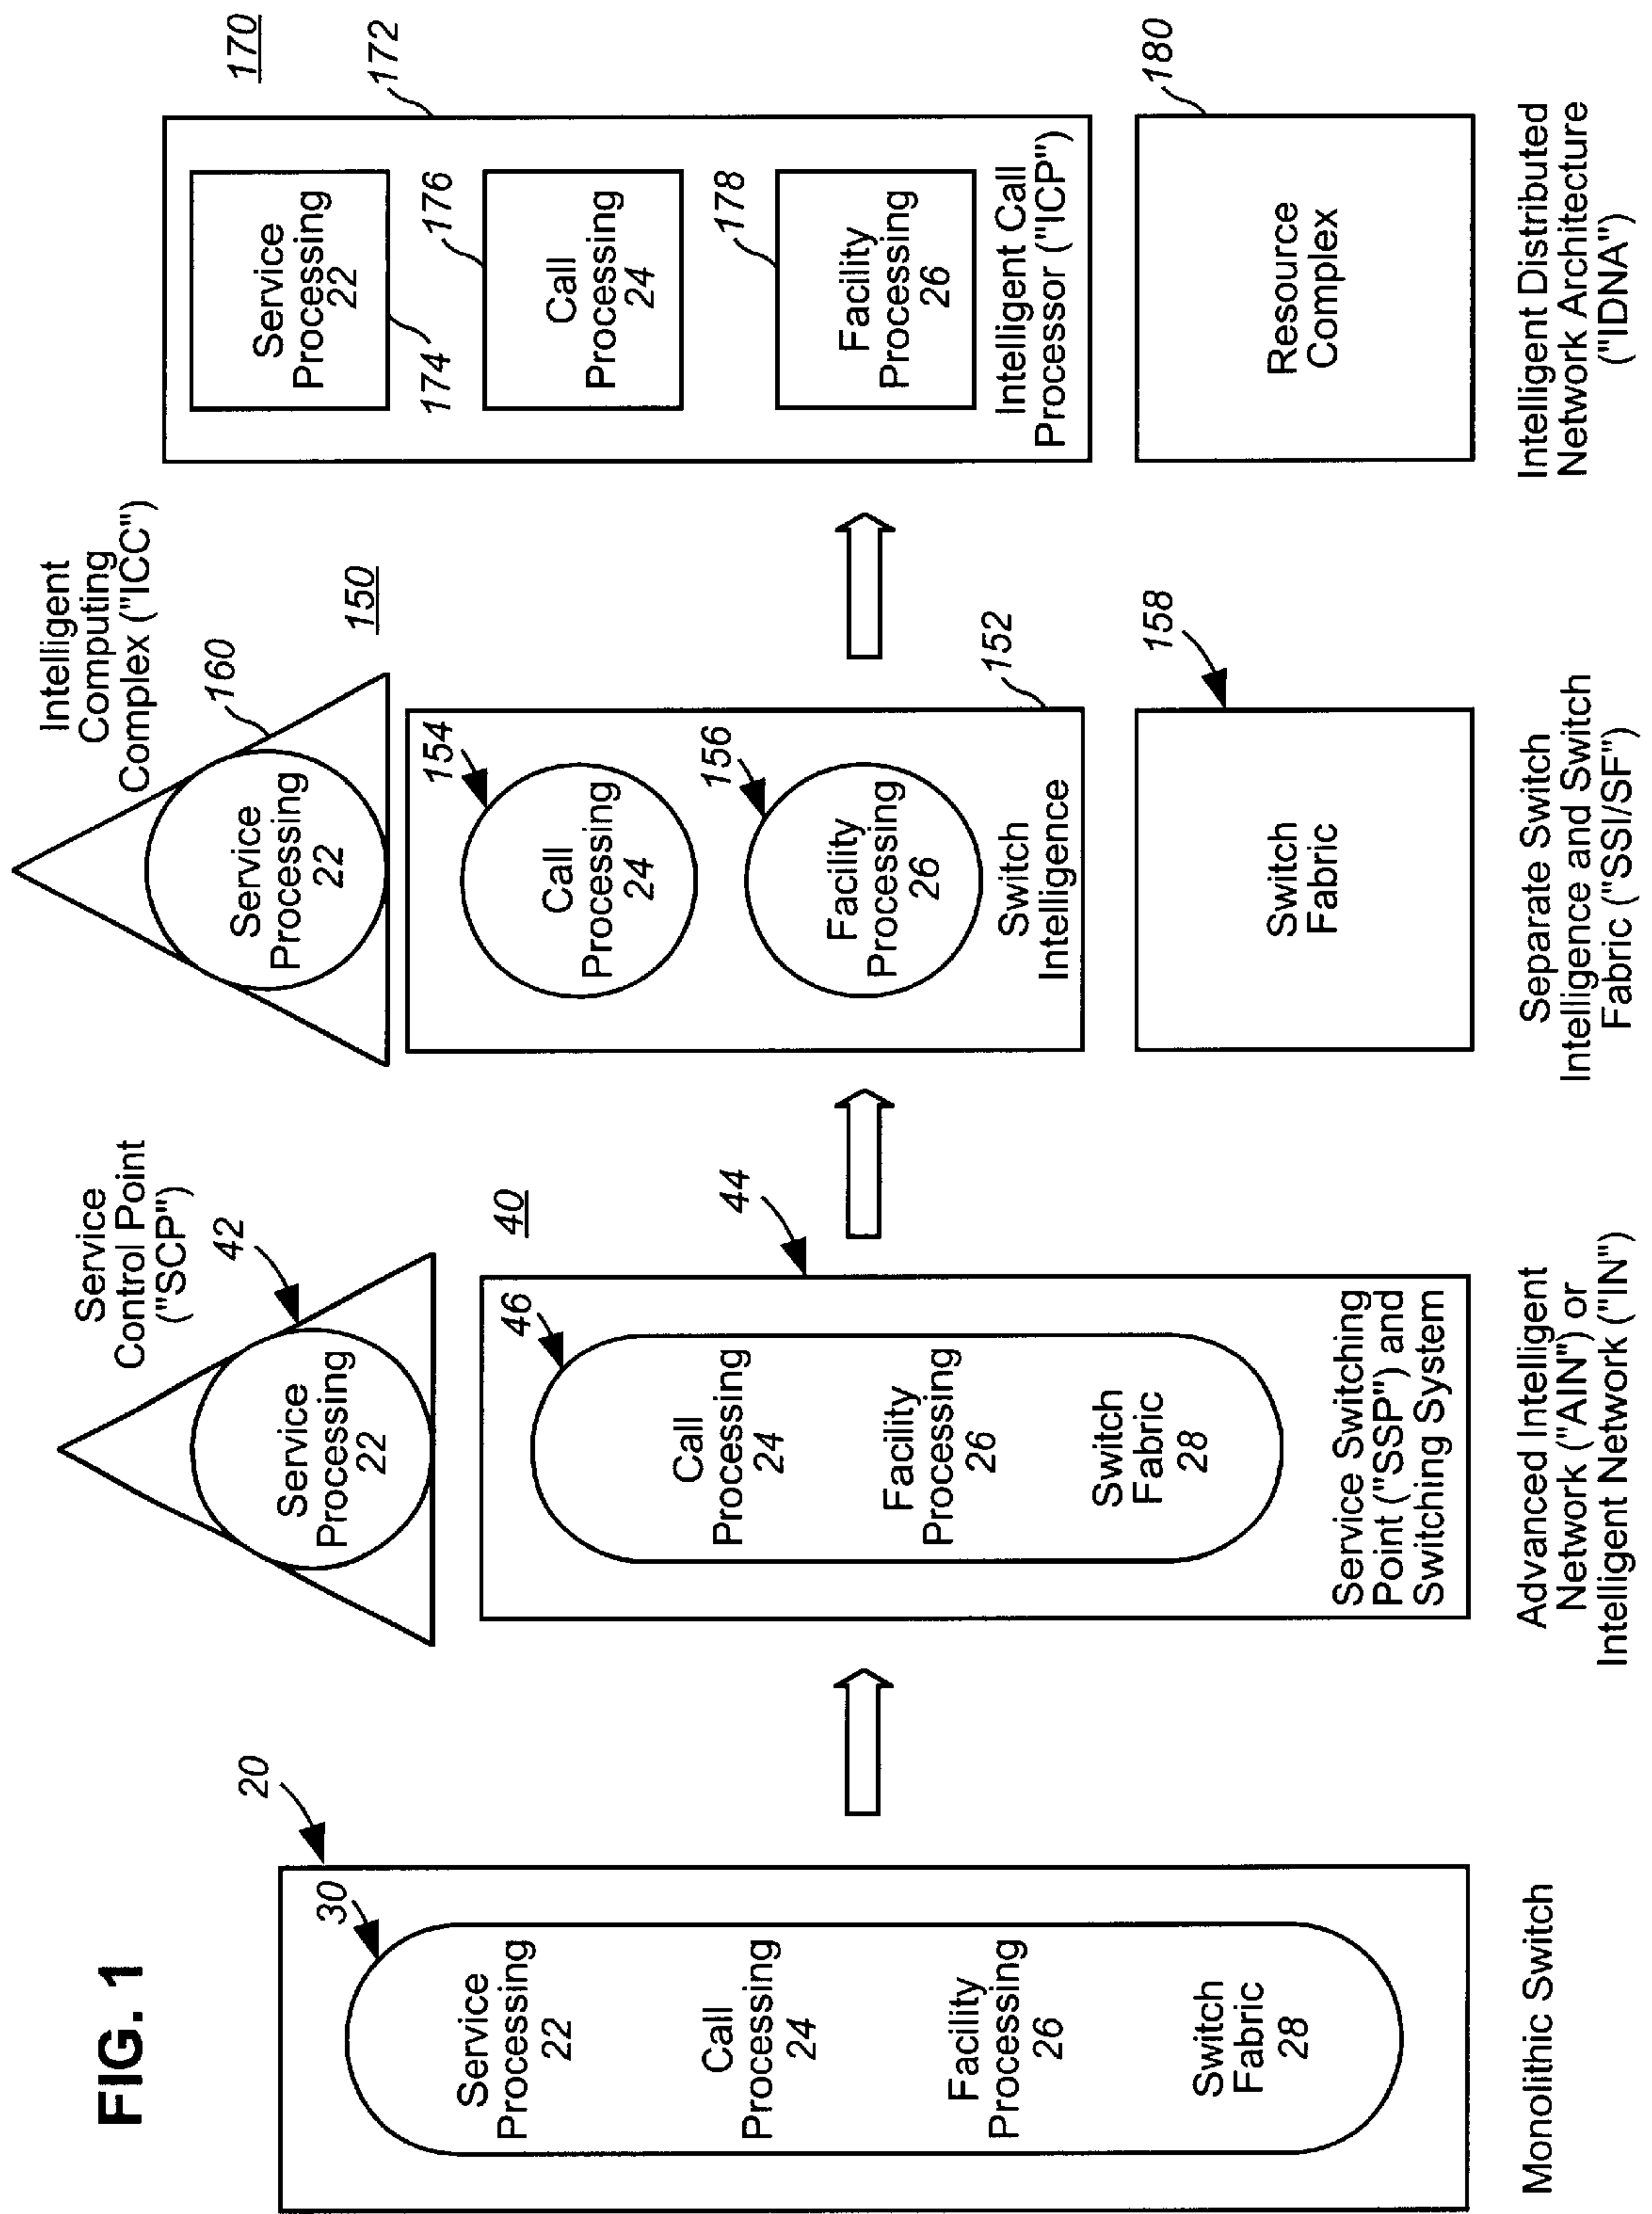 FIG. 1
20
30
Service
Processing
22
Call
Processing
24
Facility
Processing
26
Switch
Fabric
28
Monolithic Switch
Service
Control Point
("SCP")
42
Service
Processing
22
40
44
46
Call
Processing
24
Facility
Processing
26
Switch
Fabric
28
Service Switching
Point ("SSP") and
Switching System
Advanced Intelligent
Network ("AIN") or
Intelligent Network ("IN")
Intelligent
Computing
Complex ("ICC")
160
Service
Processing
22
150
154
Call
Processing
24
156
Facility
Processing
26
Switch
Intelligence
152
158
Switch
Fabric
Separate Switch
Intelligence and Switch
Fabric ("SSI/SF")
170
172
Service
Processing
22
174
176
Call
Processing
24
178
Facility
Processing
26
Intelligent Call
Processor ("ICP")
180
Resource
Complex
Intelligent Distributed
Network Architecture
("IDNA")